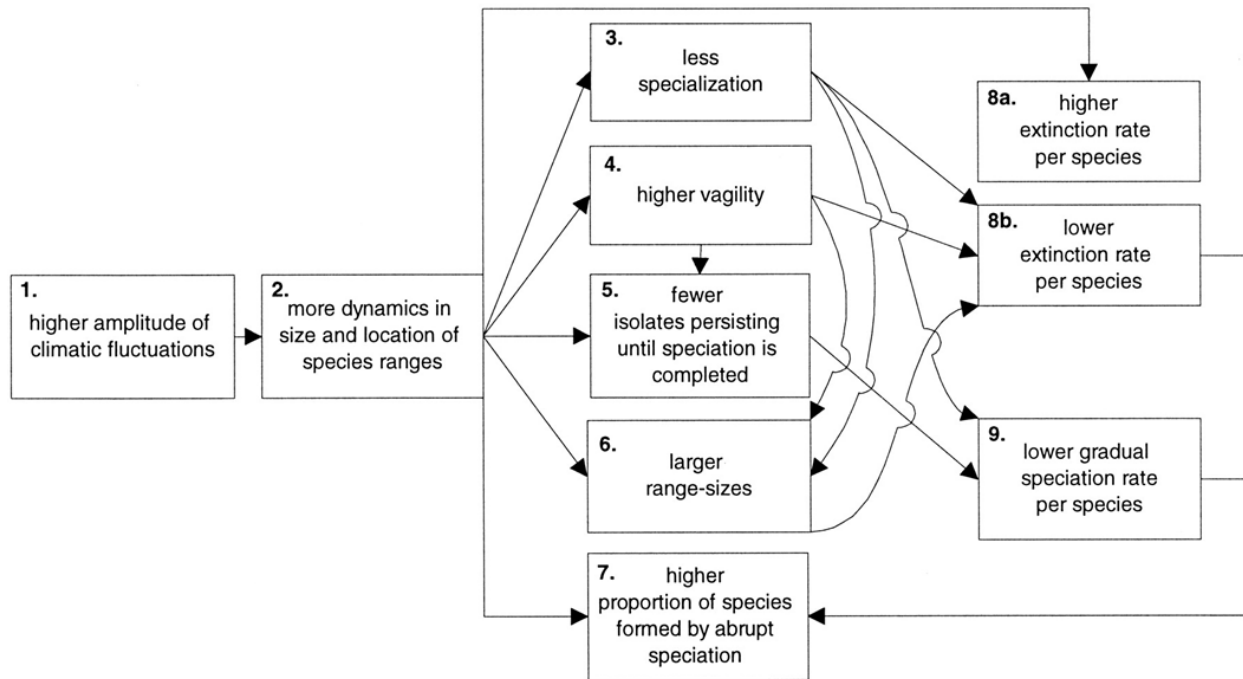 1.
higher amplitude of
climatic fluctuations
2.
more dynamics in
size and location of
species ranges
3.
less
specialization
4.
higher vagility
5.
fewer
isolates persisting
until speciation is
completed
6.
larger
range-sizes
7.
higher
proportion of species
formed by abrupt
speciation
8a.
higher
extinction rate
per species
8b.
lower
extinction rate
per species
9.
lower gradual
speciation rate
per species